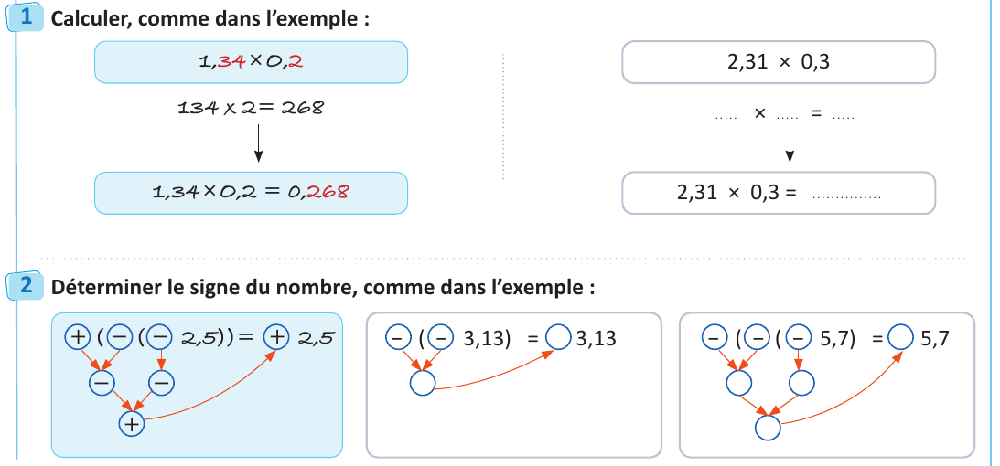 1 Calculer, comme dans l’exemple :
1,34 × 0,2
134 x 2 = 268
1,34 × 0,2 = 0,268
2,31 × 0,3
..... × ..... = .....
2,31 × 0,3 = ...............
2 Déterminer le signe du nombre, comme dans l’exemple :
+ (− (− 2,5)) = + 2,5
− −
+
− (− 3,13) = 3,13
− (− (− 5,7) = 5,7